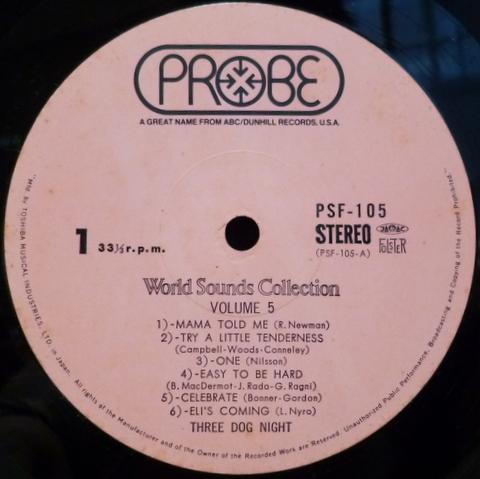 PROBE
A GREAT NAME FROM ABC/DUNHILL RECORDS, U.S.A.
PSF-105
1 33⅓ r.p.m.
STEREO
(PSF-105-A)
FOLSTER
World Sounds Collection
VOLUME 5
1)-MAMA TOLD ME (R. Newman)
2)-TRY A LITTLE TENDERNESS
(Campbell-Woods-Conneley)
3)-ONE (Nilsson)
4)-EASY TO BE HARD
(B. MacDermot-J. Rado-G. Ragni)
5)-CELEBRATE (Bonner-Gordon)
6)-ELI'S COMING (L. Nyro)
THREE DOG NIGHT
"Mfd. by TOSHIBA MUSICAL INDUSTRIES, LTD. in Japan. All rights of the Manufacturer and of the Owner of the Recorded Work are Reserved. Unauthorized Public Performance, Broadcasting and Copying of the Record Prohibited."